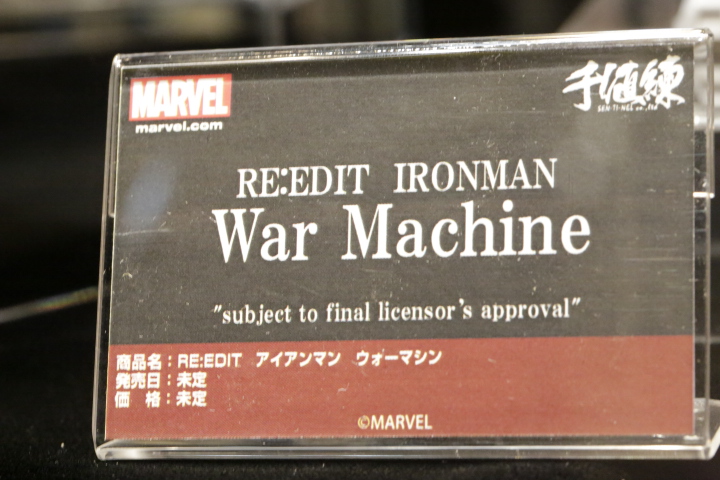 MARVEL
marvel.com
千値練
SEN-TI-NEL co.,ltd
RE:EDIT IRONMAN
War Machine
"subject to final licensor's approval"
商品名：RE:EDIT アイアンマン ウォーマシン
発売日：未定
価 格：未定
©MARVEL